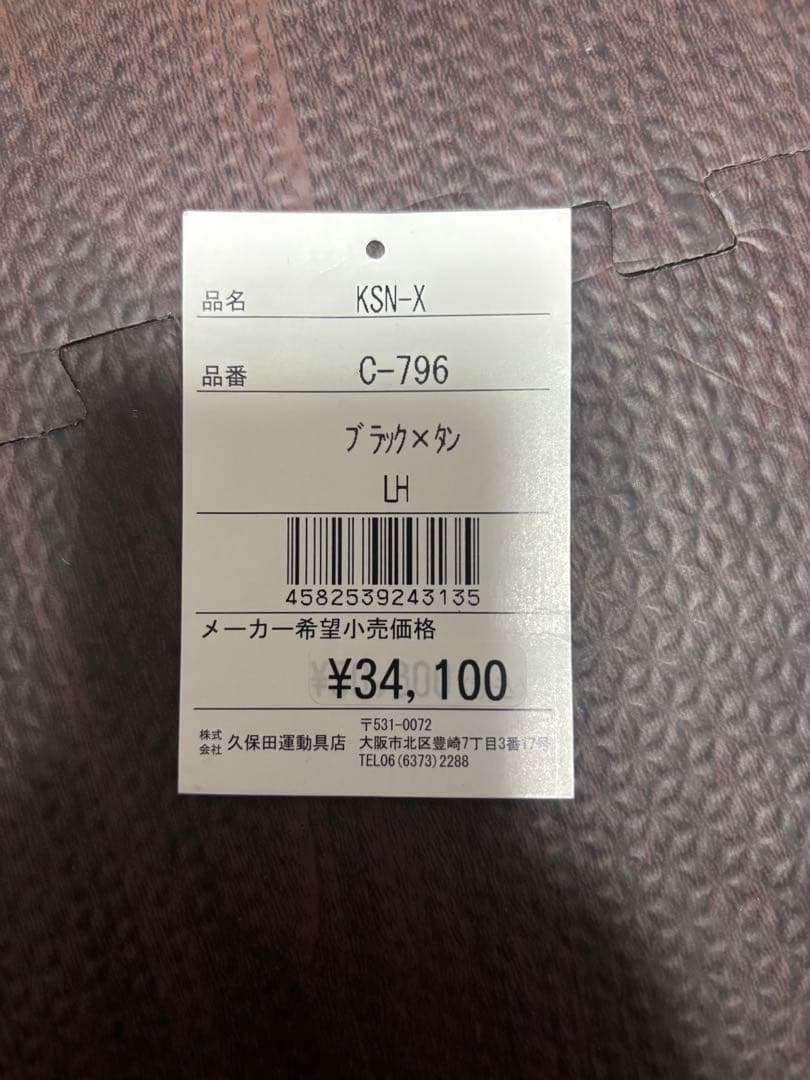 品名 KSN-X
品番 C-796
ブラック×タン
LH
4582539243135
メーカー希望小売価格
¥34,100
株式会社 久保田運動具店
〒531-0072
大阪市北区豊崎7丁目3番17号
TEL06(6373)2288